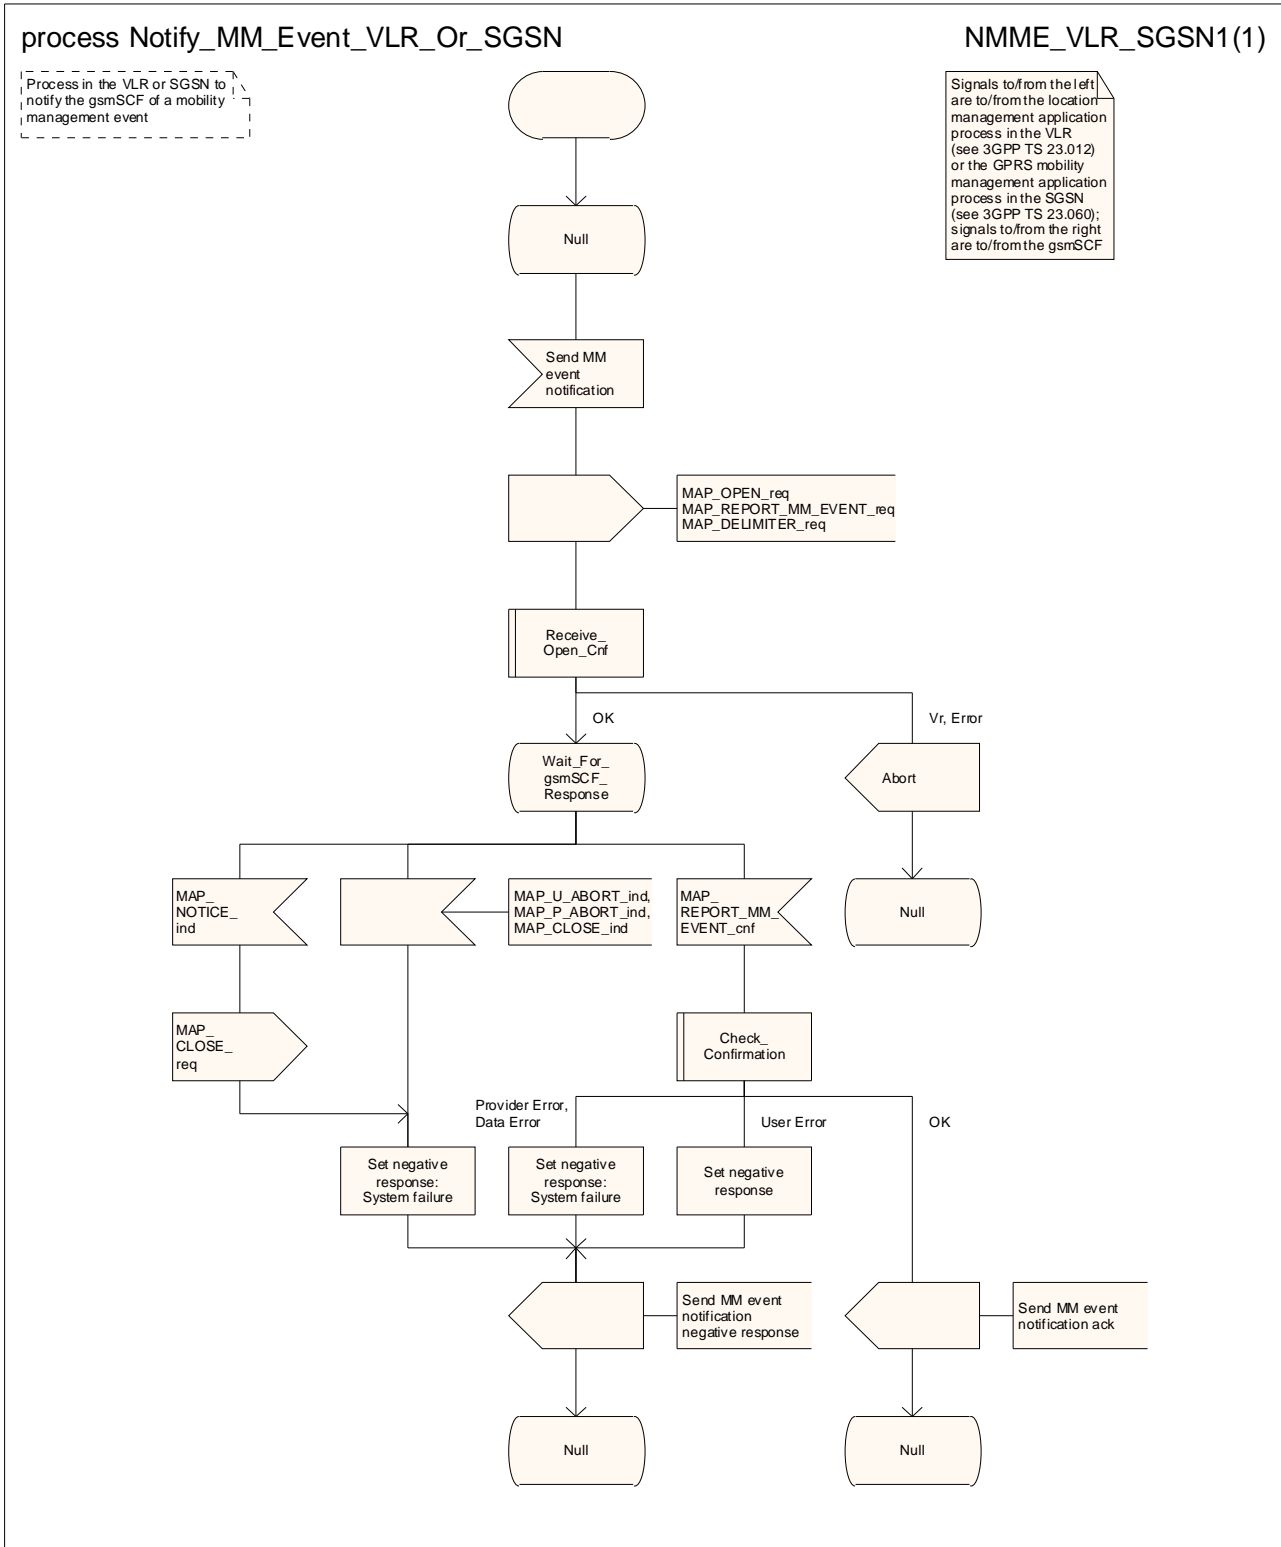 process Notify_MM_Event_VLR_Or_SGSN
NMME_VLR_SGSN1(1)
Process in the VLR or SGSN to
notify the gsmSCF of a mobility
management event
Signals to/from the left
are to/from the location
management application
process in the VLR
(see 3GPP TS 23.012)
or the GPRS mobility
management application
process in the SGSN
(see 3GPP TS 23.060);
signals to/from the right
are to/from the gsmSCF
Null
Send MM
event
notification
MAP_OPEN_req
MAP_REPORT_MM_EVENT_req
MAP_DELIMITER_req
Receive_
Open_Cnf
OK
Vr, Error
Wait_For_
gsmSCF_
Response
Abort
MAP_
NOTICE_
ind
MAP_U_ABORT_ind,
MAP_P_ABORT_ind,
MAP_CLOSE_ind
MAP_
REPORT_MM_
EVENT_cnf
Null
MAP_
CLOSE_
req
Check_
Confirmation
Provider Error,
Data Error
User Error
OK
Set negative
response:
System failure
Set negative
response:
System failure
Set negative
response
Send MM event
notification
negative response
Send MM event
notification ack
Null
Null